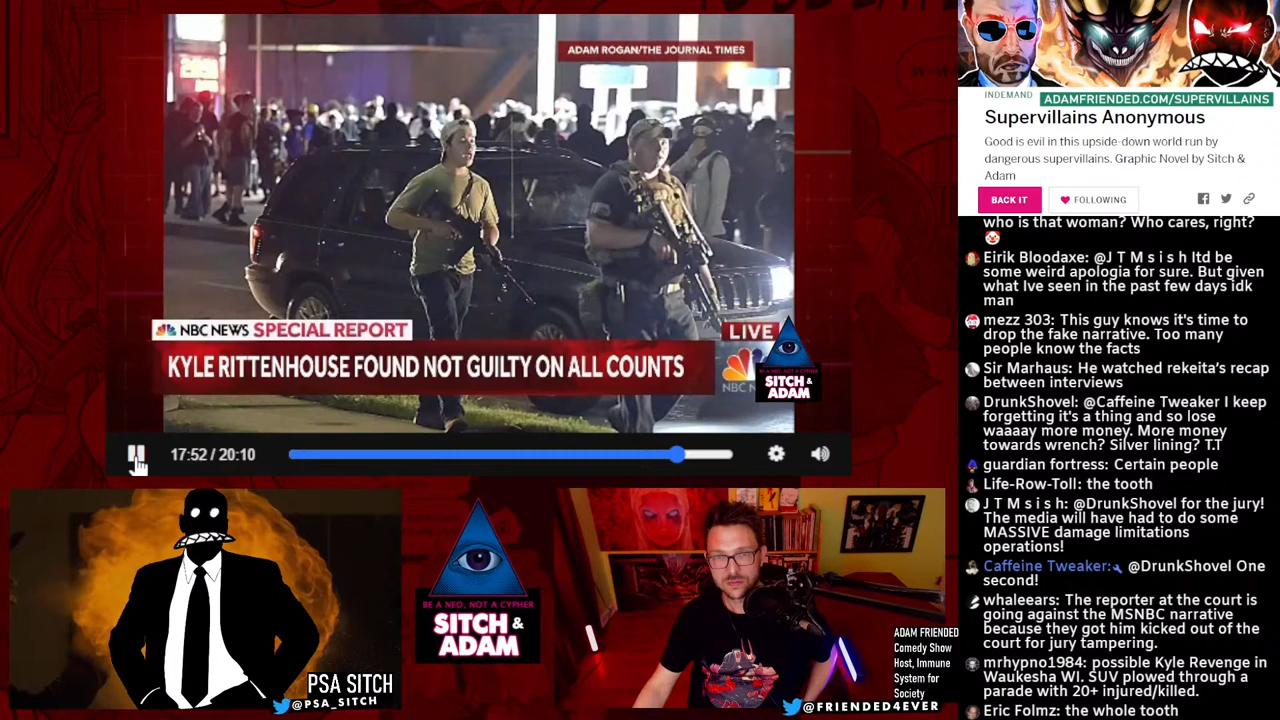 ADAM ROGAN/THE JOURNAL TIMES
NBC NEWS SPECIAL REPORT
LIVE
KYLE RITTENHOUSE FOUND NOT GUILTY ON ALL COUNTS
BE A NEO, NOT A CYPHER
SITCH &
ADAM
17:52 / 20:10
PSA SITCH
@PSA_SITCH
BE A NEO, NOT A CYPHER
SITCH &
ADAM
ADAM FRIENDED
Comedy Show
Host, Immune
System for
Society
@FRIENDED4EVER
INDEMAND
ADAMFRIENDED.COM/SUPERVILLAINS
Supervillains Anonymous
Good is evil in this upside-down world run by
dangerous supervillains. Graphic Novel by Sitch &
Adam
BACK IT
FOLLOWING
who is that woman? Who cares, right?
Eirik Bloodaxe: @J T M s i s h Itd be
some weird apologia for sure. But given
what Ive seen in the past few days idk
man
mezz 303: This guy knows it's time to
drop the fake narrative. Too many
people know the facts
Sir Marhaus: He watched rekeita's recap
between interviews
DrunkShovel: @Caffeine Tweaker I keep
forgetting it's a thing and so lose
waaay more money. More money
towards wrench? Silver lining? T.T
guardian fortress: Certain people
Life-Row-Toll: the tooth
J T M s i s h: @DrunkShovel for the jury!
The media will have had to do some
MASSIVE damage limitations
operations!
Caffeine Tweaker: @DrunkShovel One
second!
whaleears: The reporter at the court is
going against the MSNBC narrative
because they got him kicked out of the
court for jury tampering.
mrhypno1984: possible Kyle Revenge in
Waukesha WI. SUV plowed through a
parade with 20+ injured/killed.
Eric Folmz: the whole tooth